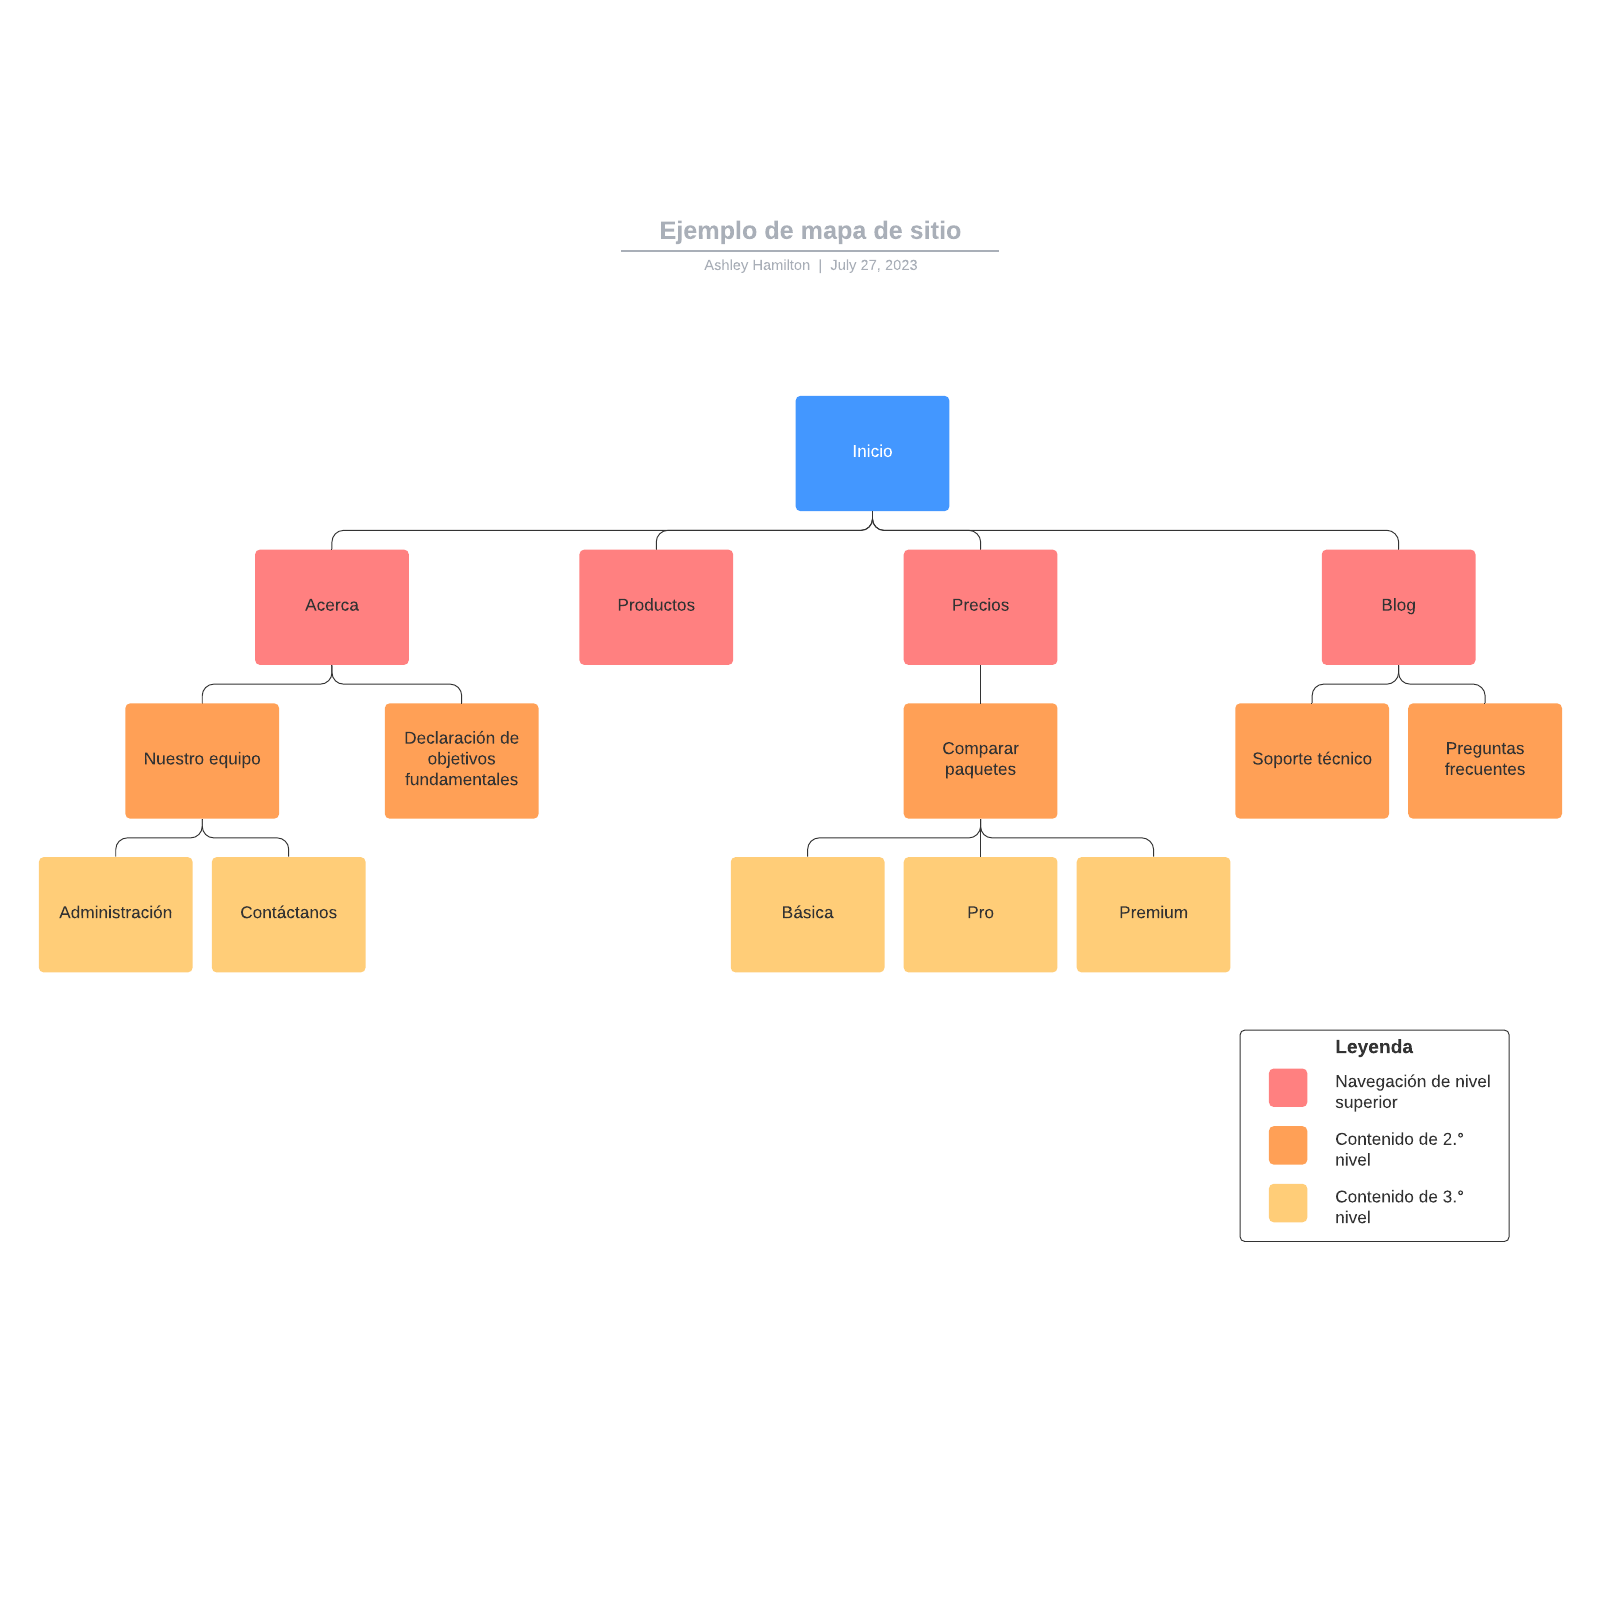 Ejemplo de mapa de sitio
Ashley Hamilton | July 27, 2023
Inicio
Acerca
Productos
Precios
Blog
Nuestro equipo
Declaración de
objetivos
fundamentales
Comparar
paquetes
Soporte técnico
Preguntas
frecuentes
Administración
Contáctanos
Básica
Pro
Premium
Leyenda
Navegación de nivel
superior
Contenido de 2.°
nivel
Contenido de 3.°
nivel